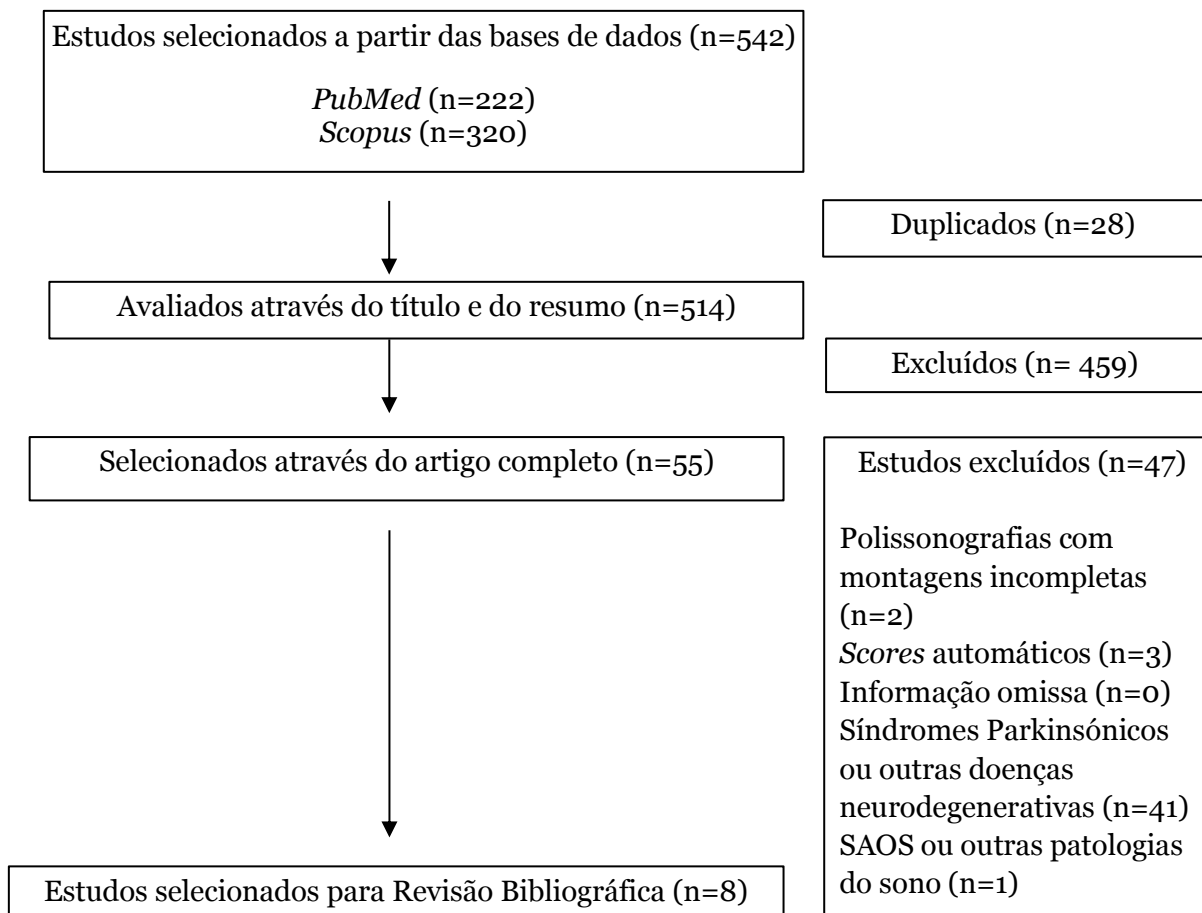 Estudos selecionados a partir das bases de dados (n=542)
PubMed (n=222)
Scopus (n=320)
Duplicados (n=28)
Avaliados através do título e do resumo (n=514)
Excluídos (n= 459)
Selecionados através do artigo completo (n=55)
Estudos excluídos (n=47)
Polissonografias com
montagens incompletas
(n=2)
Scores automáticos (n=3)
Informação omissa (n=0)
Síndromes Parkinsónicos
ou outras doenças
neurodegenerativas (n=41)
SAOS ou outras patologias
do sono (n=1)
Estudos selecionados para Revisão Bibliográfica (n=8)